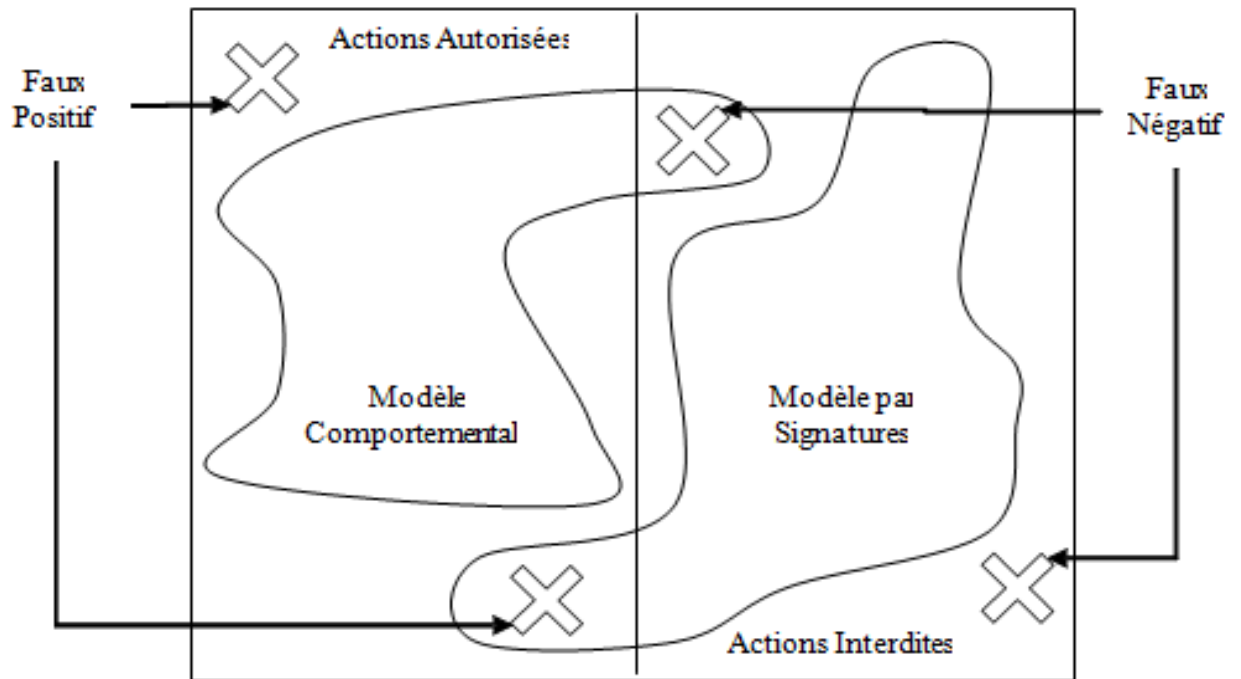 Actions Autorisées
Faux
Positif
Faux
Négatif
Modèle
Comportemental
Modèle par
Signatures
Actions Interdites